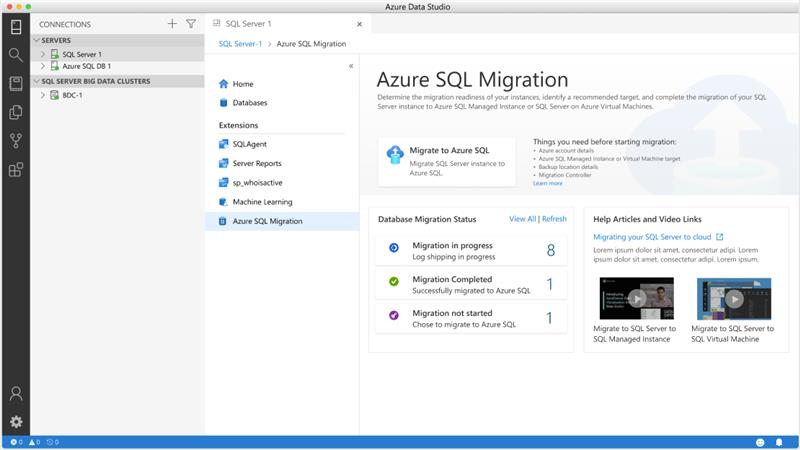 Azure Data Studio
CONNECTIONS
SERVERS
SQL Server 1
Azure SQL DB 1
SQL SERVER BIG DATA CLUSTERS
BDC-1
SQL Server 1
SQL Server-1 > Azure SQL Migration
«
Home
Databases
Extensions
SQLAgent
Server Reports
sp_whoisactive
Machine Learning
Azure SQL Migration
Azure SQL Migration
Determine the migration readiness of your instances, identify a recommended target, and complete the migration of your SQL
Server instance to Azure SQL Managed Instance or SQL Server on Azure Virtual Machines.
Migrate to Azure SQL
Migrate SQL Server instance to
Azure SQL.
Things you need before starting migration:
• Azure account details
• Azure SQL Managed Instance or Virtual Machine target
• Backup location details
• Migration Controller
Learn more
Database Migration Status
View All | Refresh
Migration in progress
Log shipping in progress
8
Migration Completed
Successfully migrated to Azure SQL
1
Migration not started
Chose to migrate to Azure SQL
1
Help Articles and Video Links
Migrating your SQL Server to cloud
Lorem ipsum dolor sit amet, consectetur adipi. Lorem
ipsum dolor sit amet, consectetur adipi. Lorem ipsum,
Migrate to SQL Server to
SQL Managed Instance
Migrate to SQL Server to
SQL Virtual Machine
0 0 0